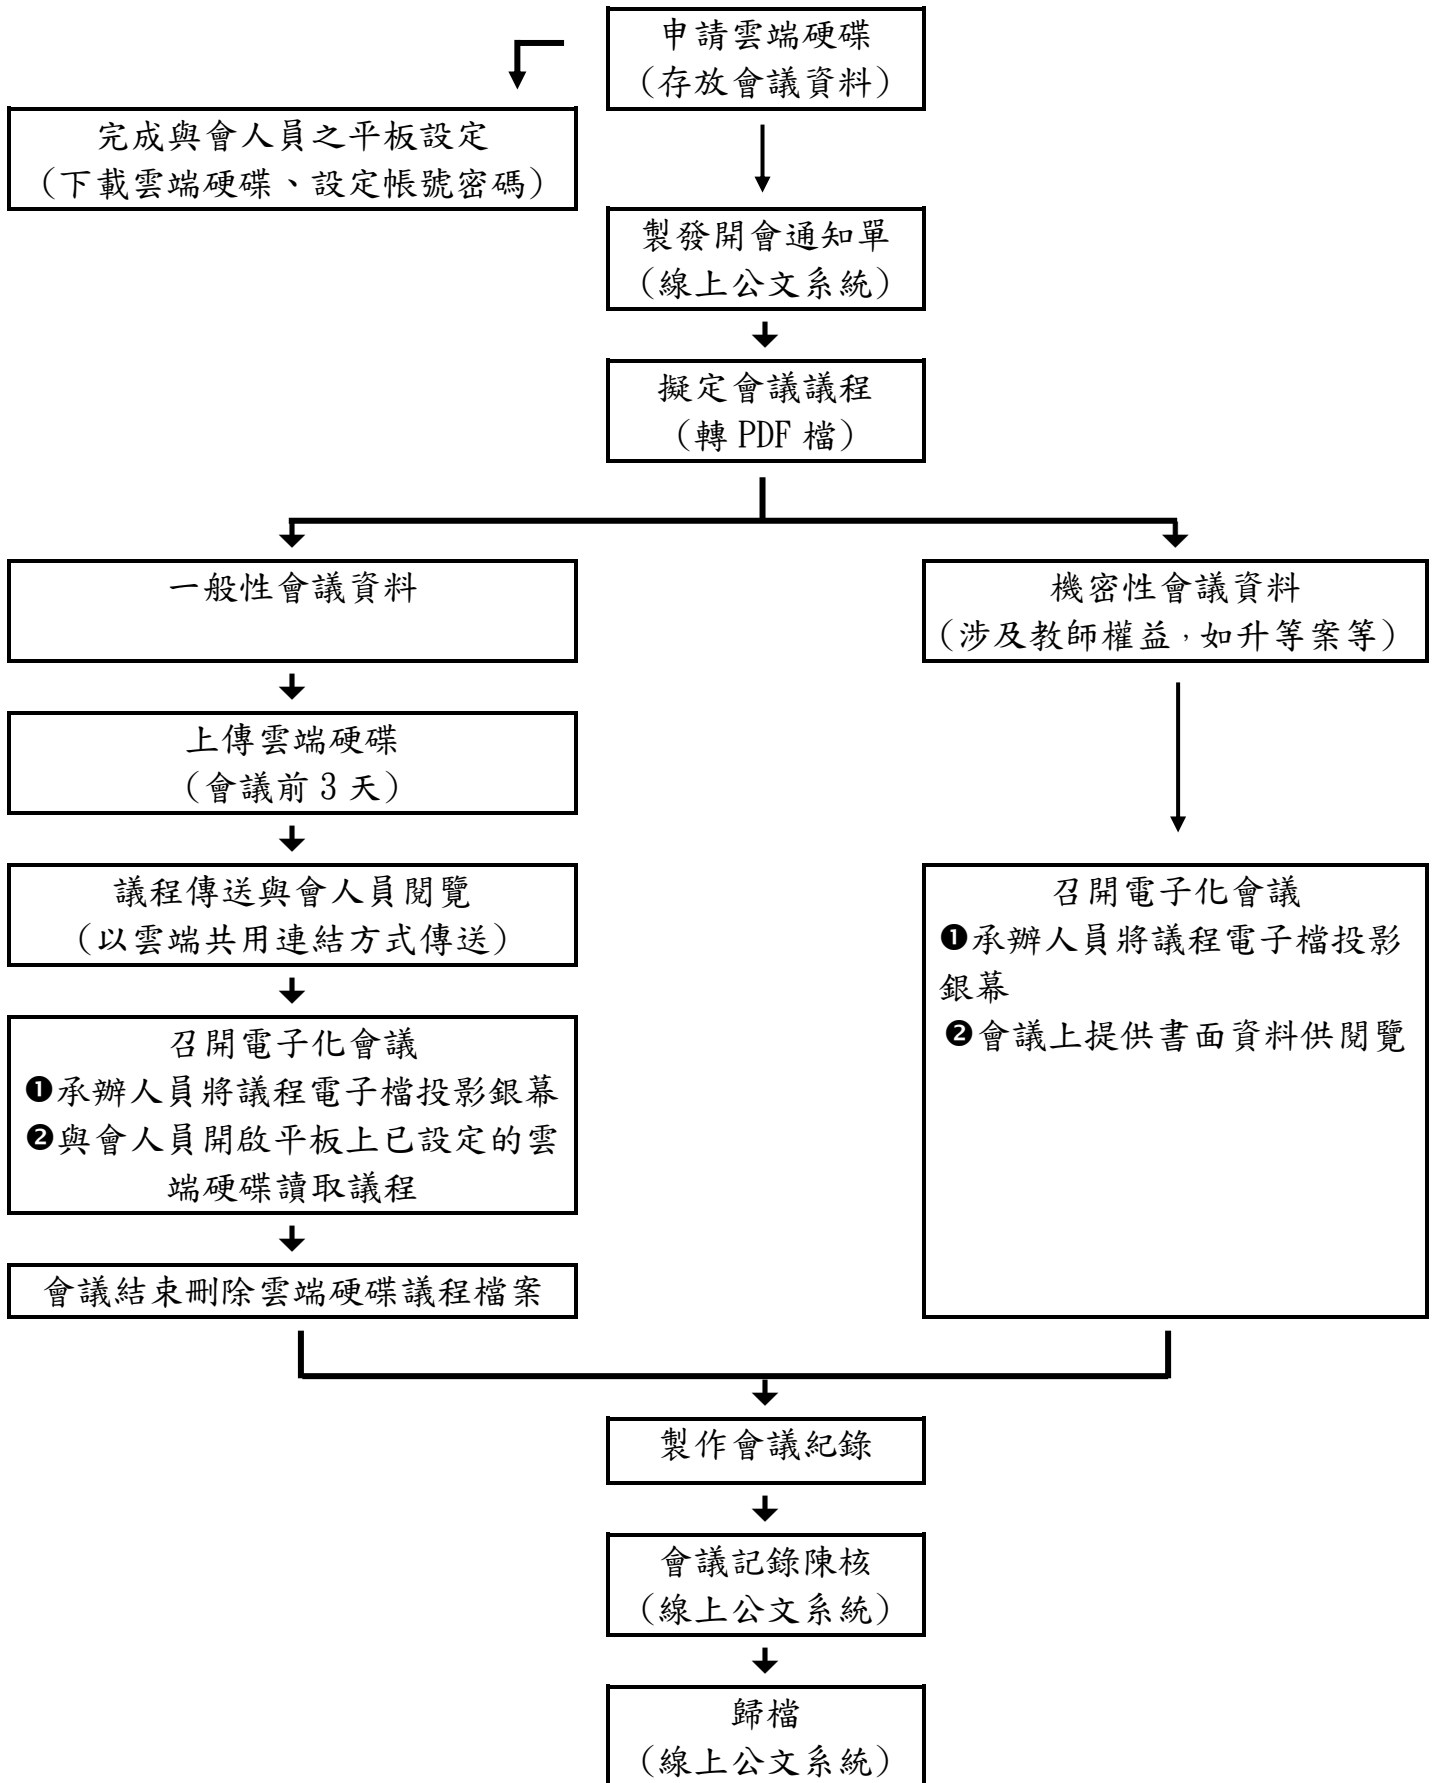 申請雲端硬碟
（存放會議資料）
完成與會人員之平板設定
（下載雲端硬碟、設定帳號密碼）
製發開會通知單
（線上公文系統）
擬定會議議程
（轉 PDF 檔）
一般性會議資料
機密性會議資料
（涉及教師權益，如升等案等）
上傳雲端硬碟
（會議前 3 天）
議程傳送與會人員閱覽
（以雲端共用連結方式傳送）
召開電子化會議
❶承辦人員將議程電子檔投影銀幕
❷與會人員開啟平板上已設定的雲
端硬碟讀取議程
召開電子化會議
❶承辦人員將議程電子檔投影
銀幕
❷會議上提供書面資料供閱覽
會議結束刪除雲端硬碟議程檔案
製作會議紀錄
會議記錄陳核
（線上公文系統）
歸檔
（線上公文系統）